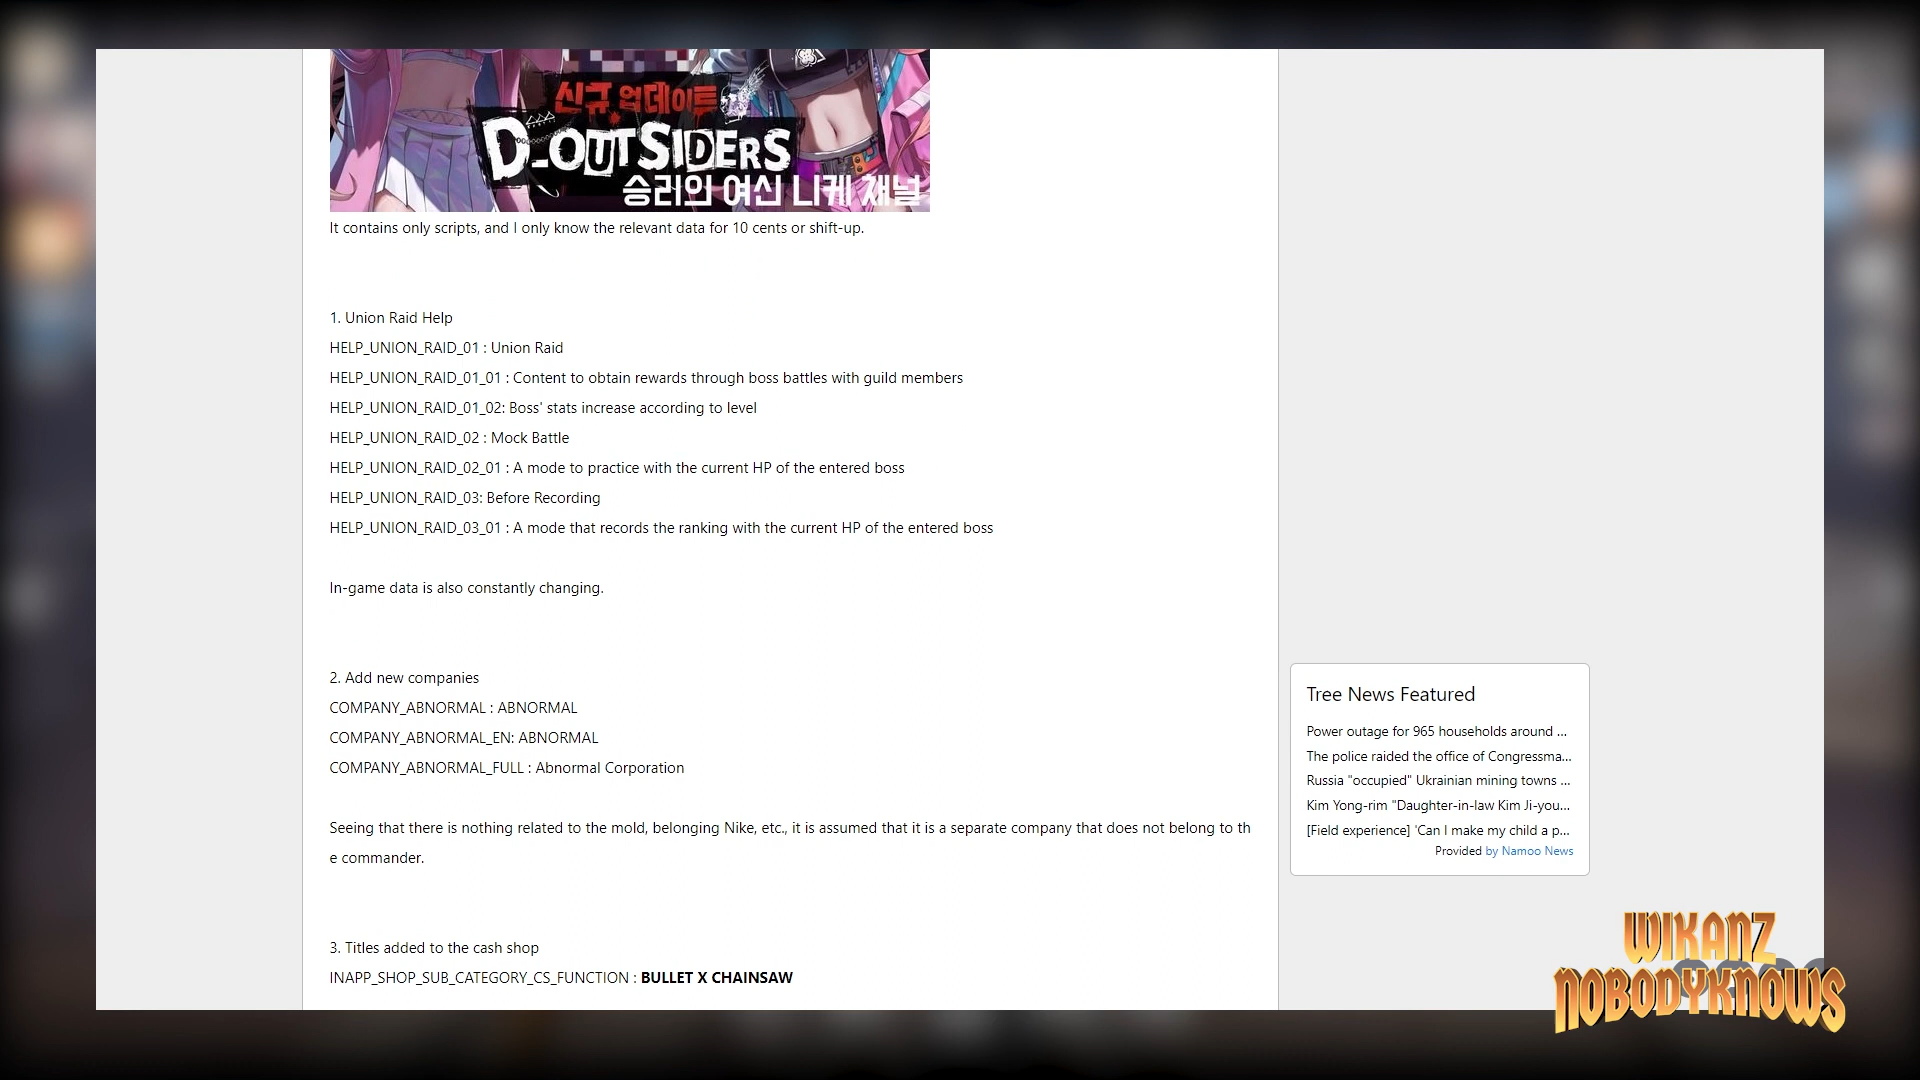 신규 업데이트
D-OUTSIDERS
승리의 여신 니케 채널
It contains only scripts, and I only know the relevant data for 10 cents or shift-up.
1. Union Raid Help
HELP_UNION_RAID_01 : Union Raid
HELP_UNION_RAID_01_01 : Content to obtain rewards through boss battles with guild members
HELP_UNION_RAID_01_02: Boss' stats increase according to level
HELP_UNION_RAID_02 : Mock Battle
HELP_UNION_RAID_02_01 : A mode to practice with the current HP of the entered boss
HELP_UNION_RAID_03: Before Recording
HELP_UNION_RAID_03_01 : A mode that records the ranking with the current HP of the entered boss
In-game data is also constantly changing.
2. Add new companies
COMPANY_ABNORMAL : ABNORMAL
COMPANY_ABNORMAL_EN: ABNORMAL
COMPANY_ABNORMAL_FULL : Abnormal Corporation
Seeing that there is nothing related to the mold, belonging Nike, etc., it is assumed that it is a separate company that does not belong to th
e commander.
3. Titles added to the cash shop
INAPP_SHOP_SUB_CATEGORY_CS_FUNCTION : BULLET X CHAINSAW
Tree News Featured
Power outage for 965 households around ...
The police raided the office of Congressma...
Russia "occupied" Ukrainian mining towns ...
Kim Yong-rim "Daughter-in-law Kim Ji-you...
[Field experience] 'Can I make my child a p...
Provided by Namoo News
WIKANZ
NOBODYKNOWS